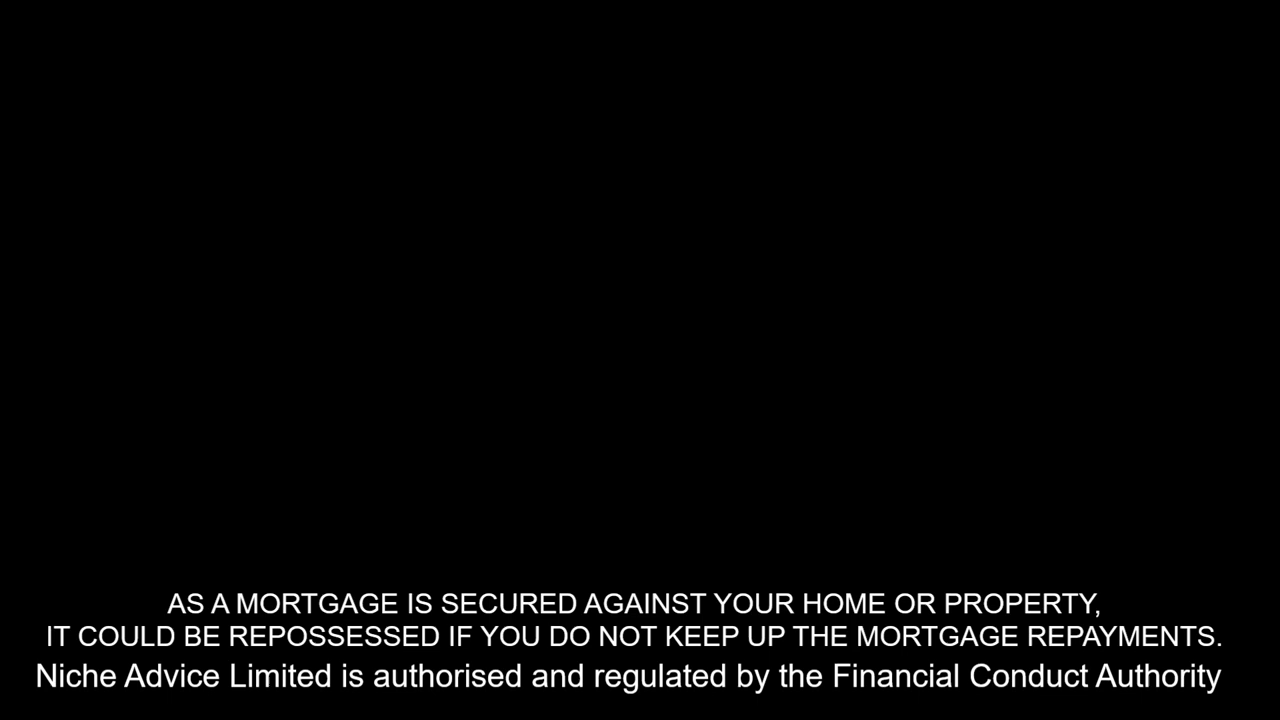 AS A MORTGAGE IS SECURED AGAINST YOUR HOME OR PROPERTY,
IT COULD BE REPOSSESSED IF YOU DO NOT KEEP UP THE MORTGAGE REPAYMENTS.
Niche Advice Limited is authorised and regulated by the Financial Conduct Authority